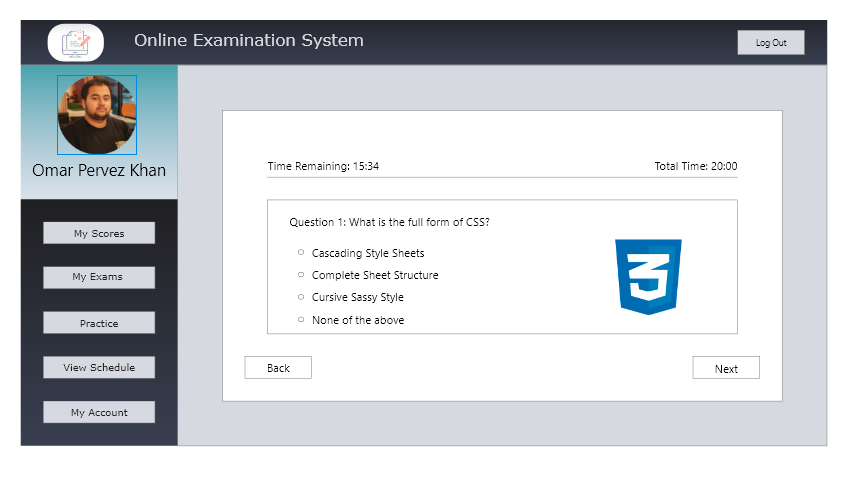 Online Examination System
Log Out
Omar Pervez Khan
My Scores
My Exams
Practice
View Schedule
My Account
Time Remaining: 15:34
Total Time: 20:00
Question 1: What is the full form of CSS?
Cascading Style Sheets
Complete Sheet Structure
Cursive Sassy Style
None of the above
3
Back
Next